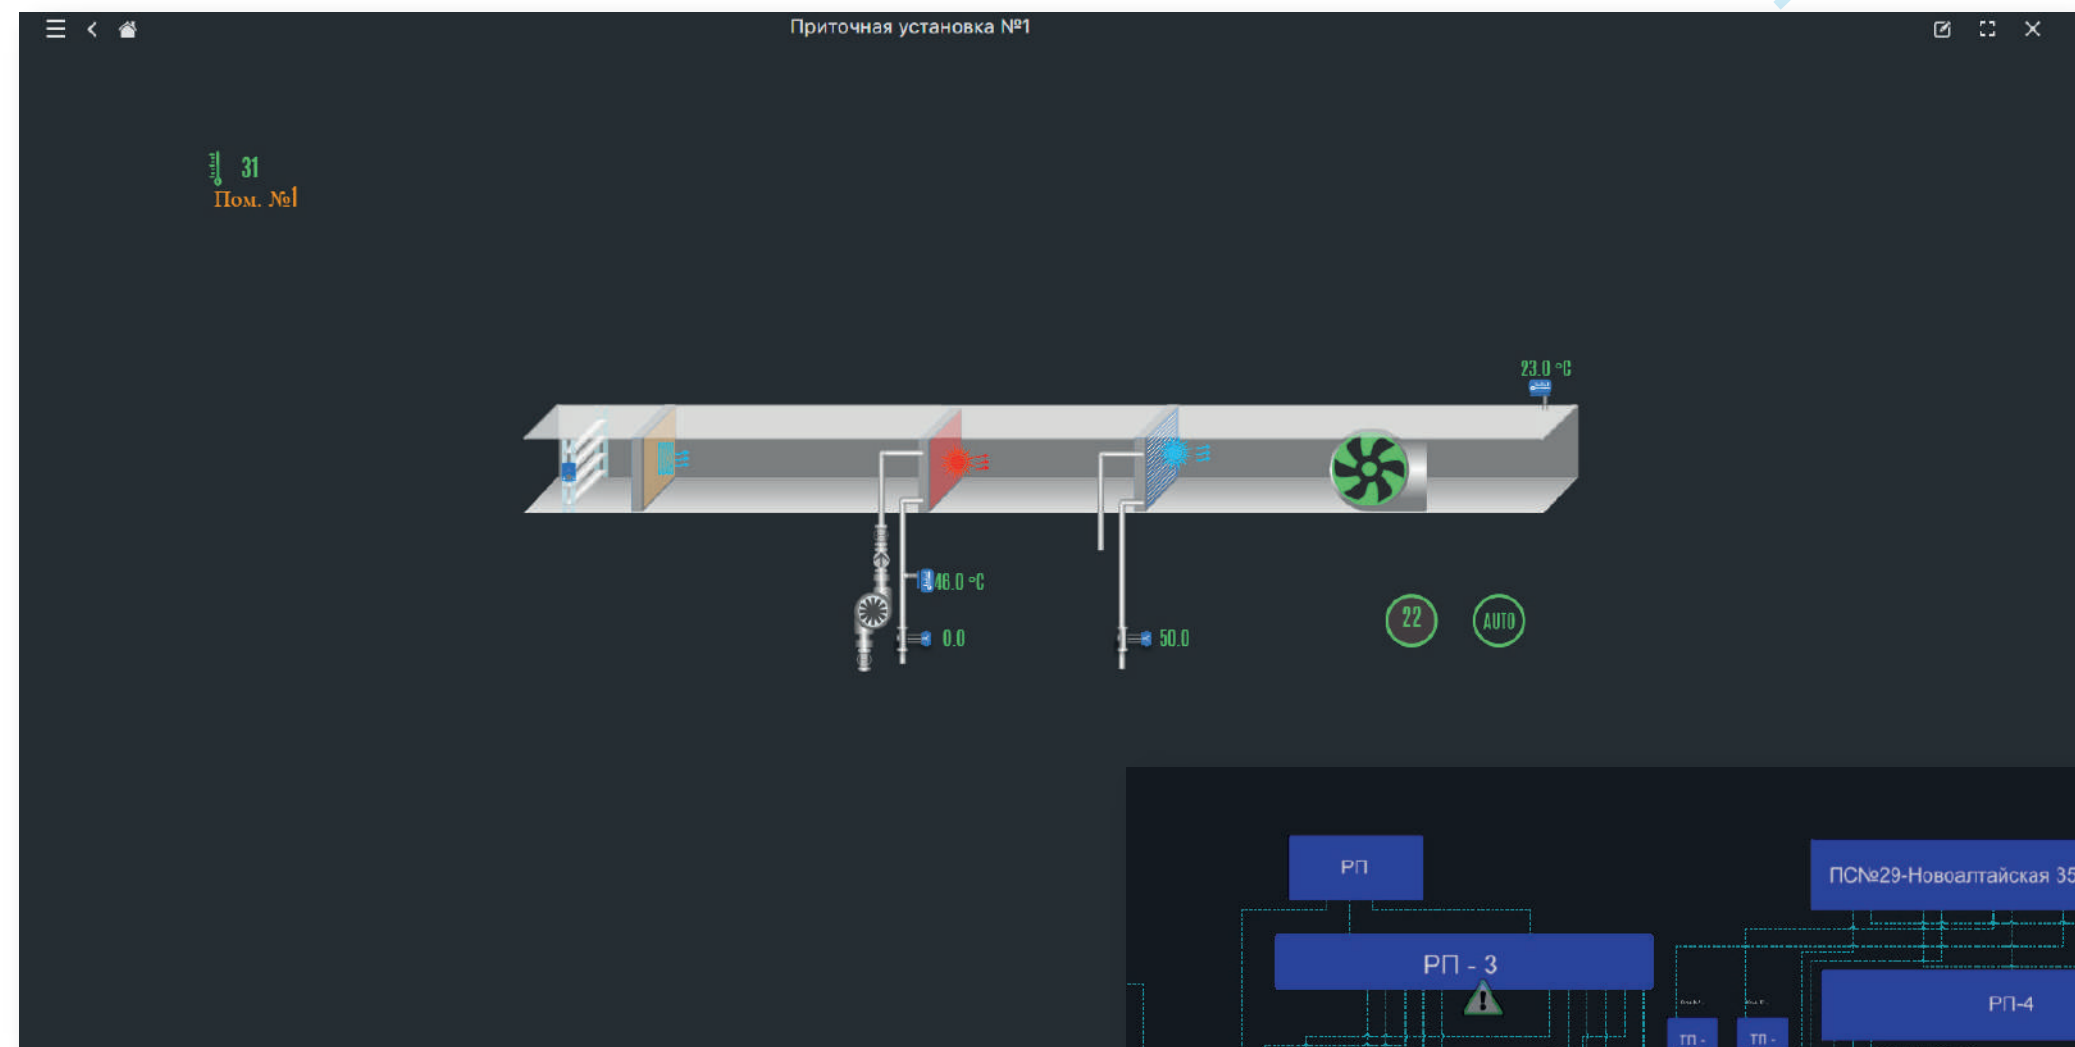 Приточная установка №1
31
Пом. №1
23.0 °C
46.0 °C
0.0
50.0
22
AUTO
РП
ПС№29-Новоалтайская 35
РП - 3
РП-4
ТП -
ТП -